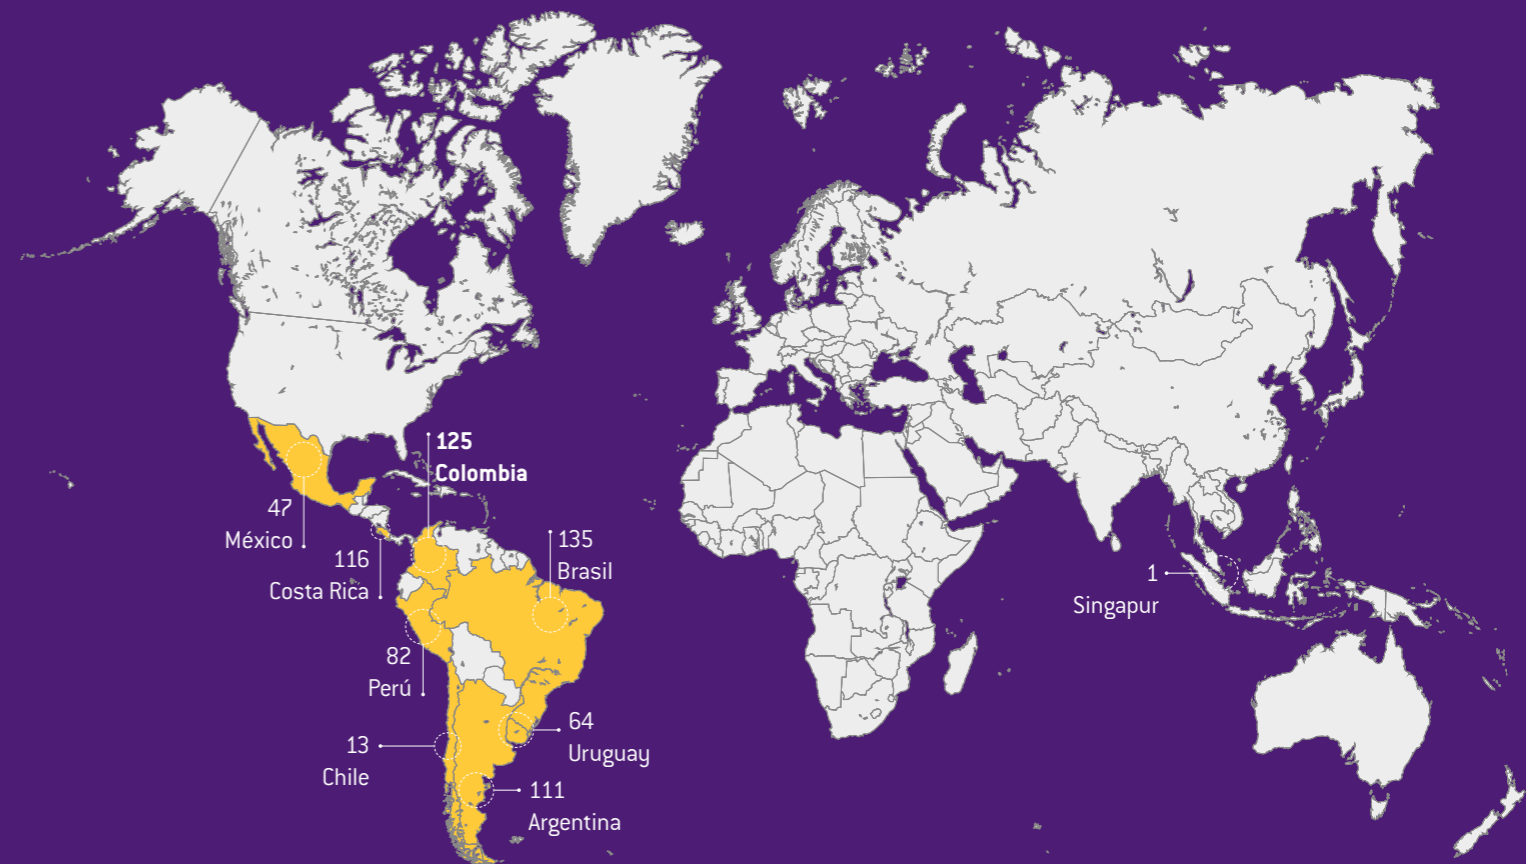 125
Colombia
47
México
116
Costa Rica
135
Brasil
1
Singapur
82
Perú
64
Uruguay
13
Chile
111
Argentina